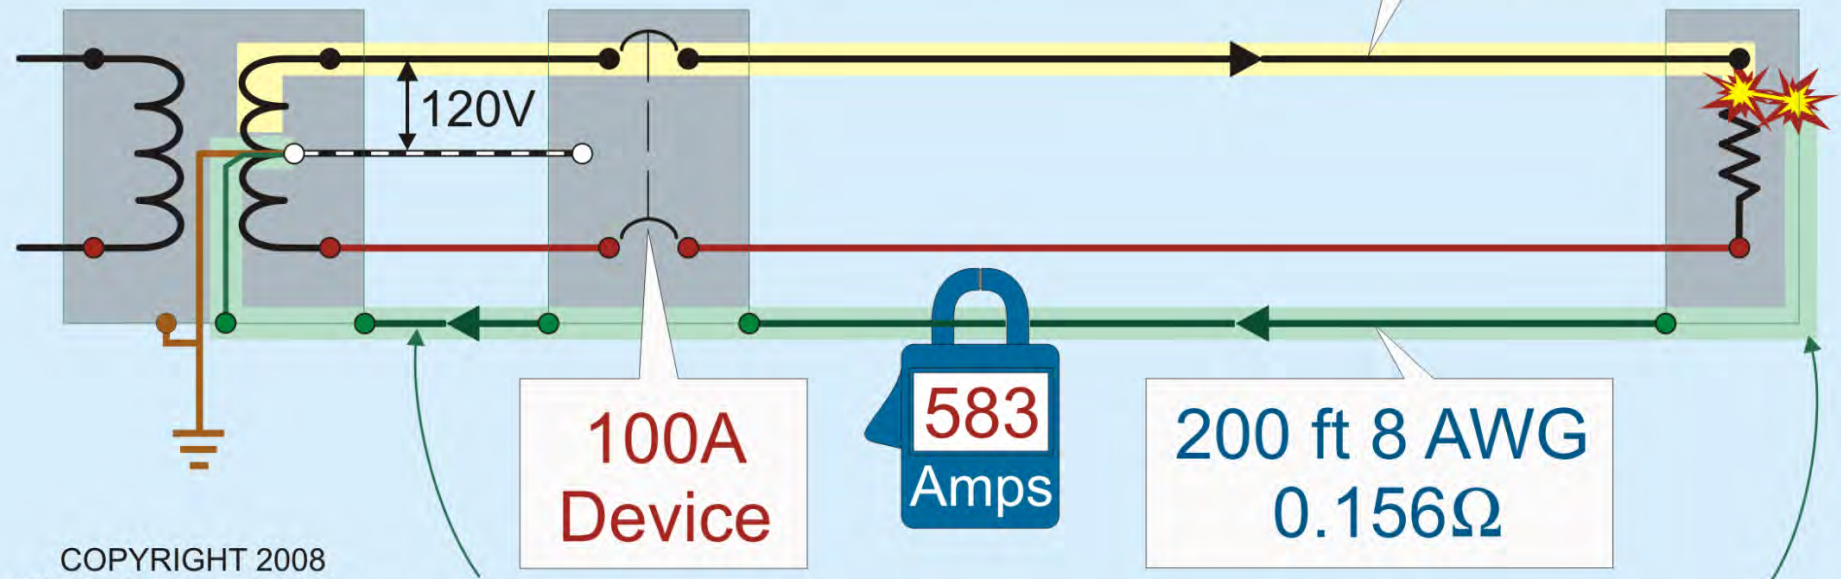 120V
100A
Device
583
Amps
200 ft 8 AWG
0.156Ω
COPYRIGHT 2008